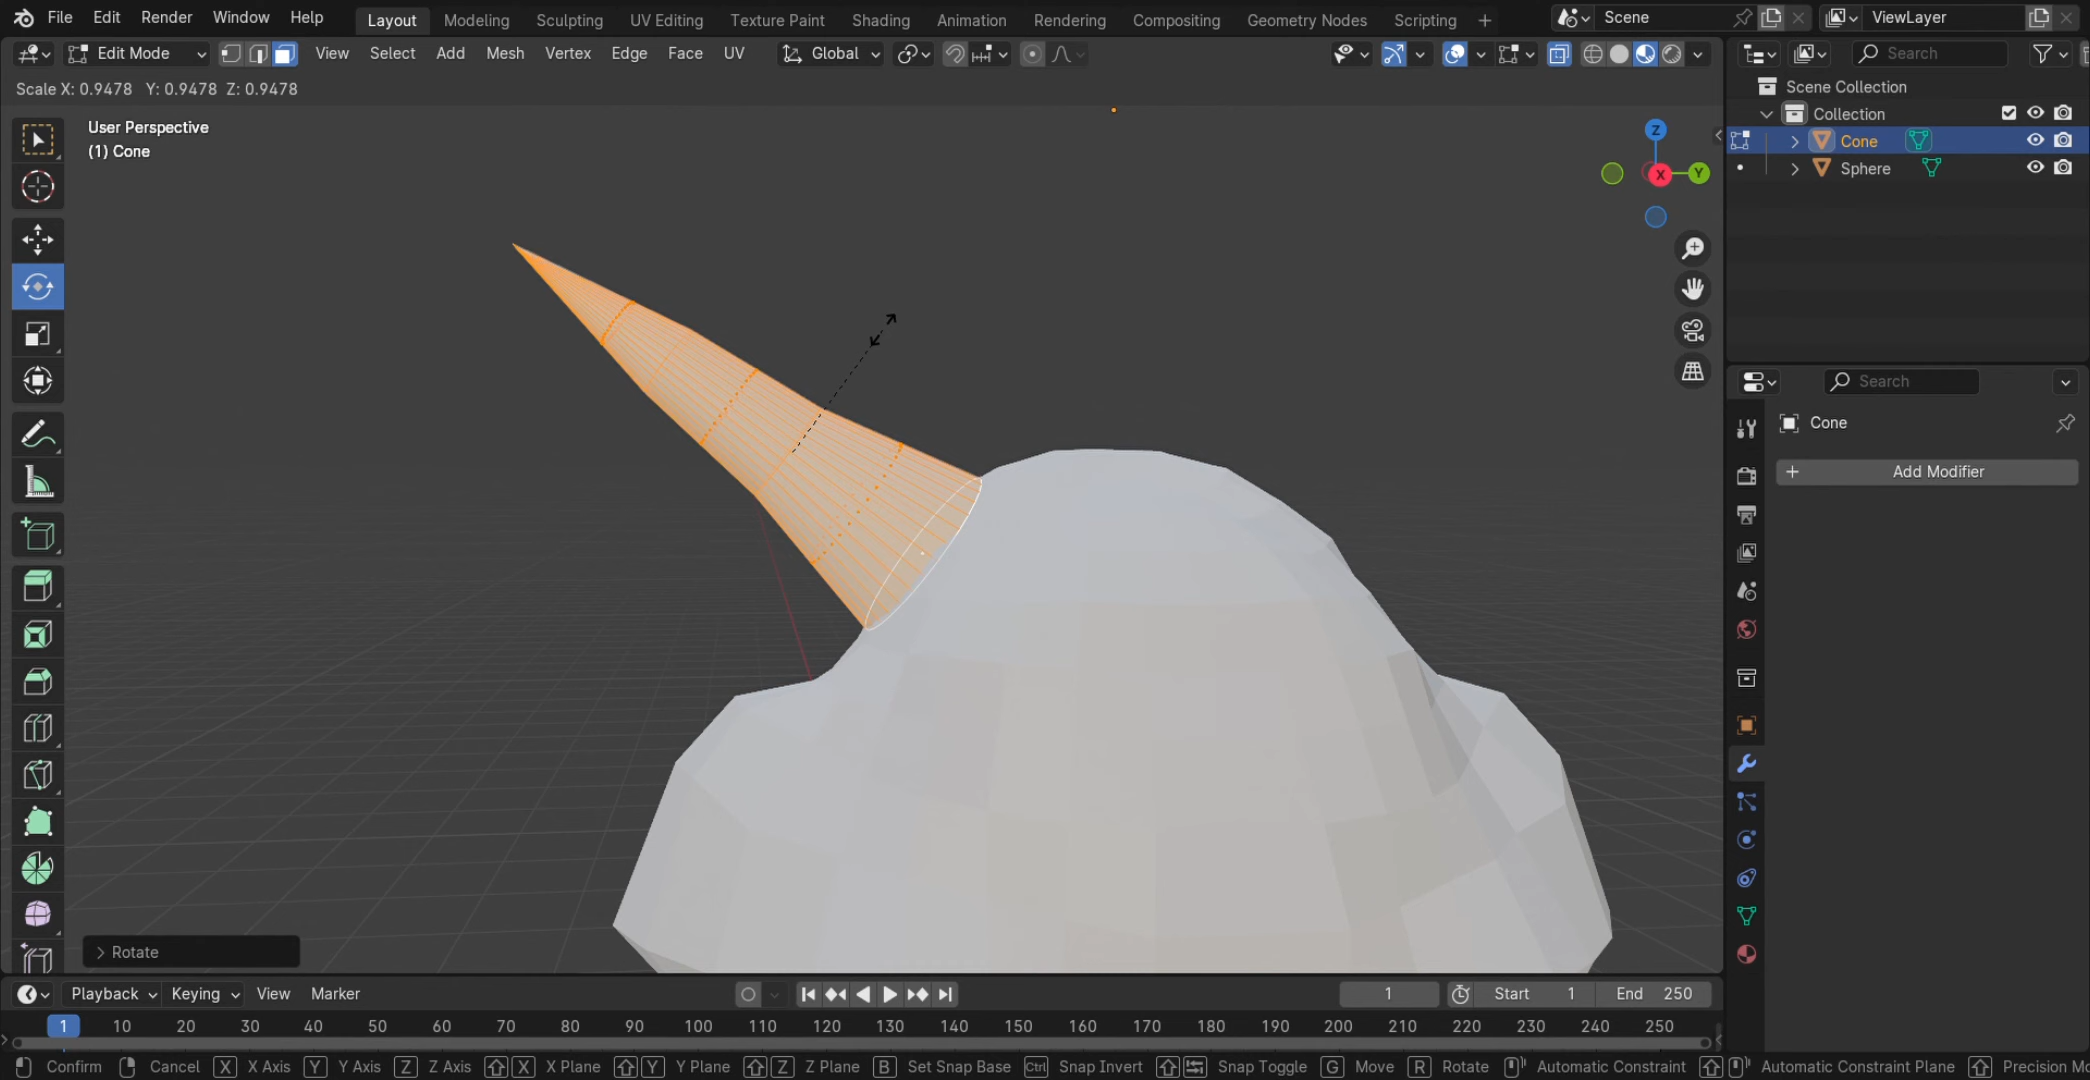 File Edit Render Window Help Layout Modeling Sculpting UV Editing Texture Paint Shading Animation Rendering Compositing Geometry Nodes Scripting + Scene ViewLayer
Edit Mode View Select Add Mesh Vertex Edge Face UV Global Search
Scale X: 0.9478 Y: 0.9478 Z: 0.9478
Scene Collection
Collection
User Perspective
(1) Cone
Z
X
Y
Cone
Sphere
Search
Cone
+ Add Modifier
Rotate
Playback Keying View Marker 1 Start 1 End 250
1 10 20 30 40 50 60 70 80 90 100 110 120 130 140 150 160 170 180 190 200 210 220 230 240 250
Confirm Cancel X X Axis Y Y Axis Z Z Axis X X Plane Y Y Plane Z Z Plane B Set Snap Base Ctrl Snap Invert Snap Toggle G Move R Rotate Automatic Constraint Automatic Constraint Plane Precision Mo